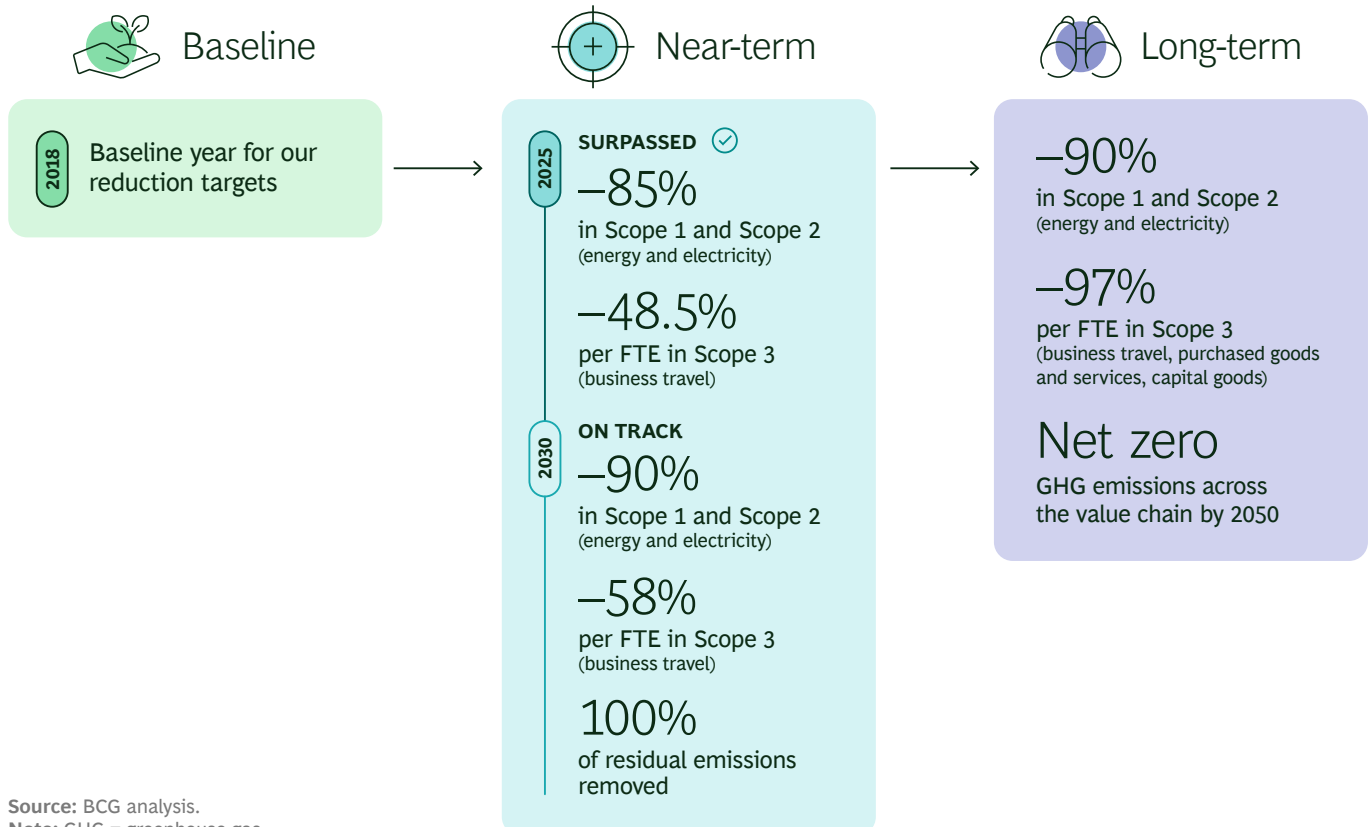 Baseline
2018
Baseline year for our
reduction targets
Near-term
2025
SURPASSED
–85%
in Scope 1 and Scope 2
(energy and electricity)
–48.5%
per FTE in Scope 3
(business travel)
2030
ON TRACK
–90%
in Scope 1 and Scope 2
(energy and electricity)
–58%
per FTE in Scope 3
(business travel)
100%
of residual emissions
removed
Long-term
–90%
in Scope 1 and Scope 2
(energy and electricity)
–97%
per FTE in Scope 3
(business travel, purchased goods
and services, capital goods)
Net zero
GHG emissions across
the value chain by 2050
Source: BCG analysis.
Note: GHG = greenhouse gas